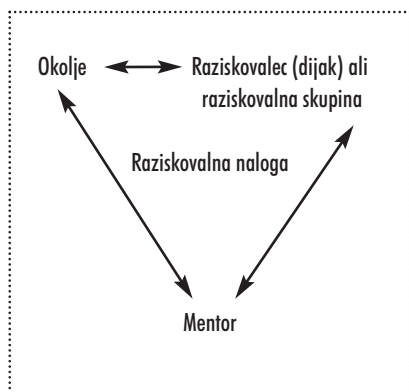 Okolje
Raziskovalec (dijak) ali
raziskovalna skupina
Raziskovalna naloga
Mentor